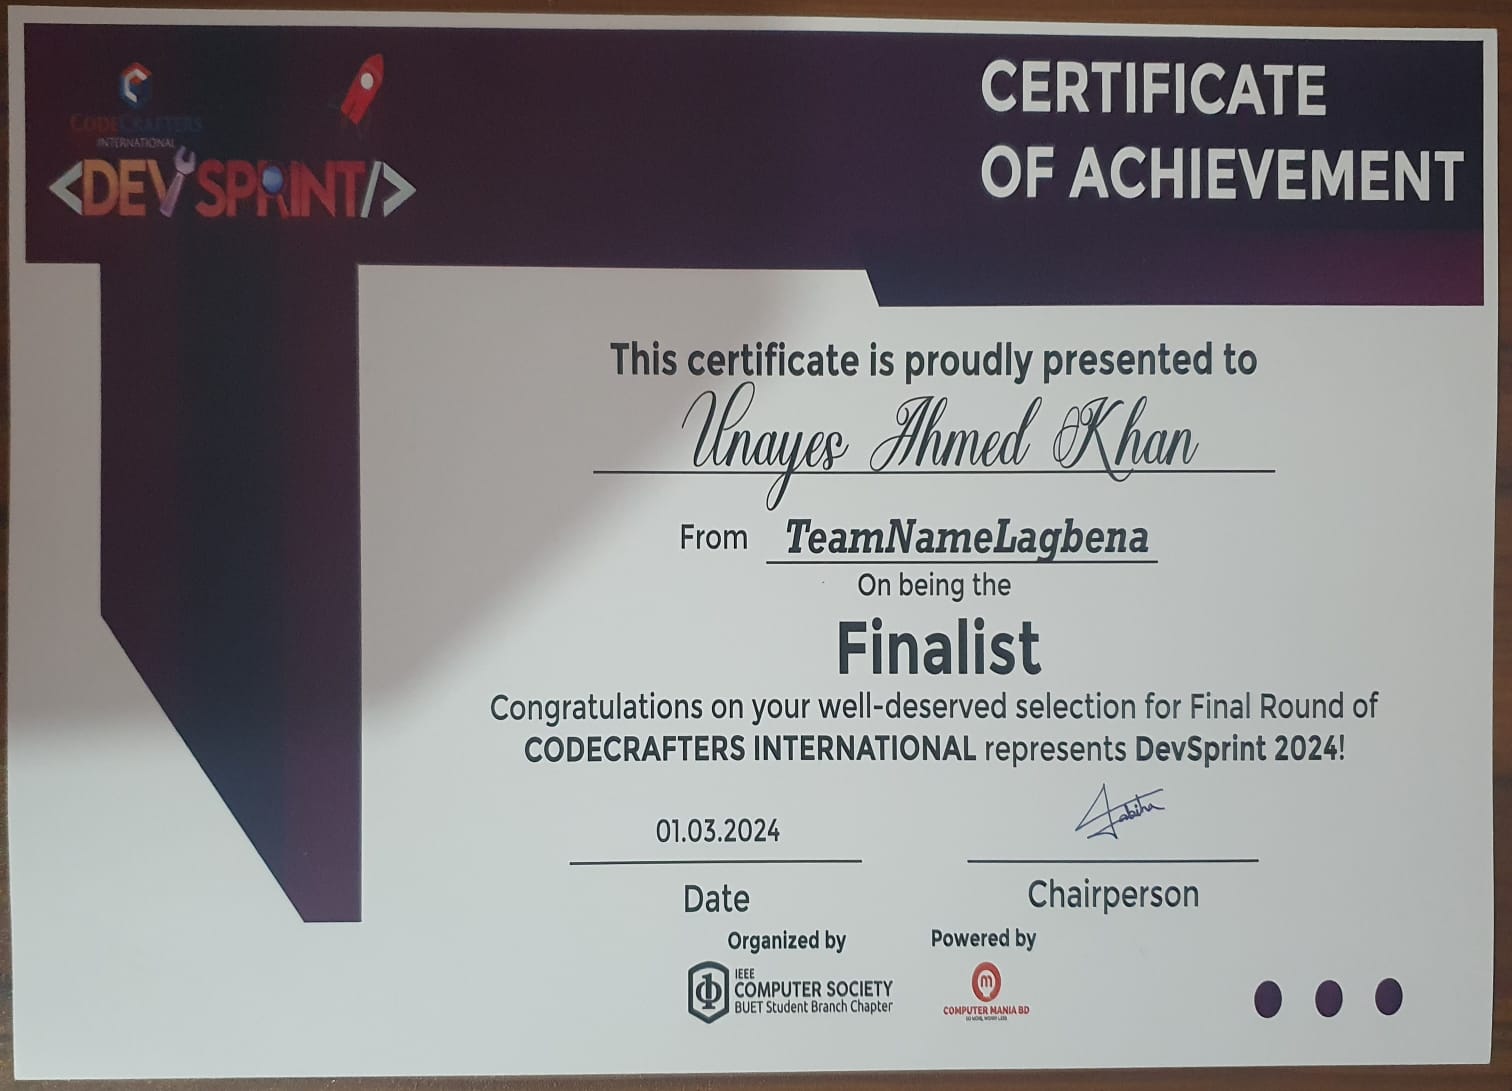 CODECRAFTERS
INTERNATIONAL
<DEVSPRINT/>
CERTIFICATE
OF ACHIEVEMENT
This certificate is proudly presented to
Unayes Ahmed Khan
From TeamNameLagbena
On being the
Finalist
Congratulations on your well-deserved selection for Final Round of
CODECRAFTERS INTERNATIONAL represents DevSprint 2024!
01.03.2024
Tabiha
Date
Chairperson
Organized by
IEEE
COMPUTER SOCIETY
BUET Student Branch Chapter
Powered by
COMPUTER MANIA BD